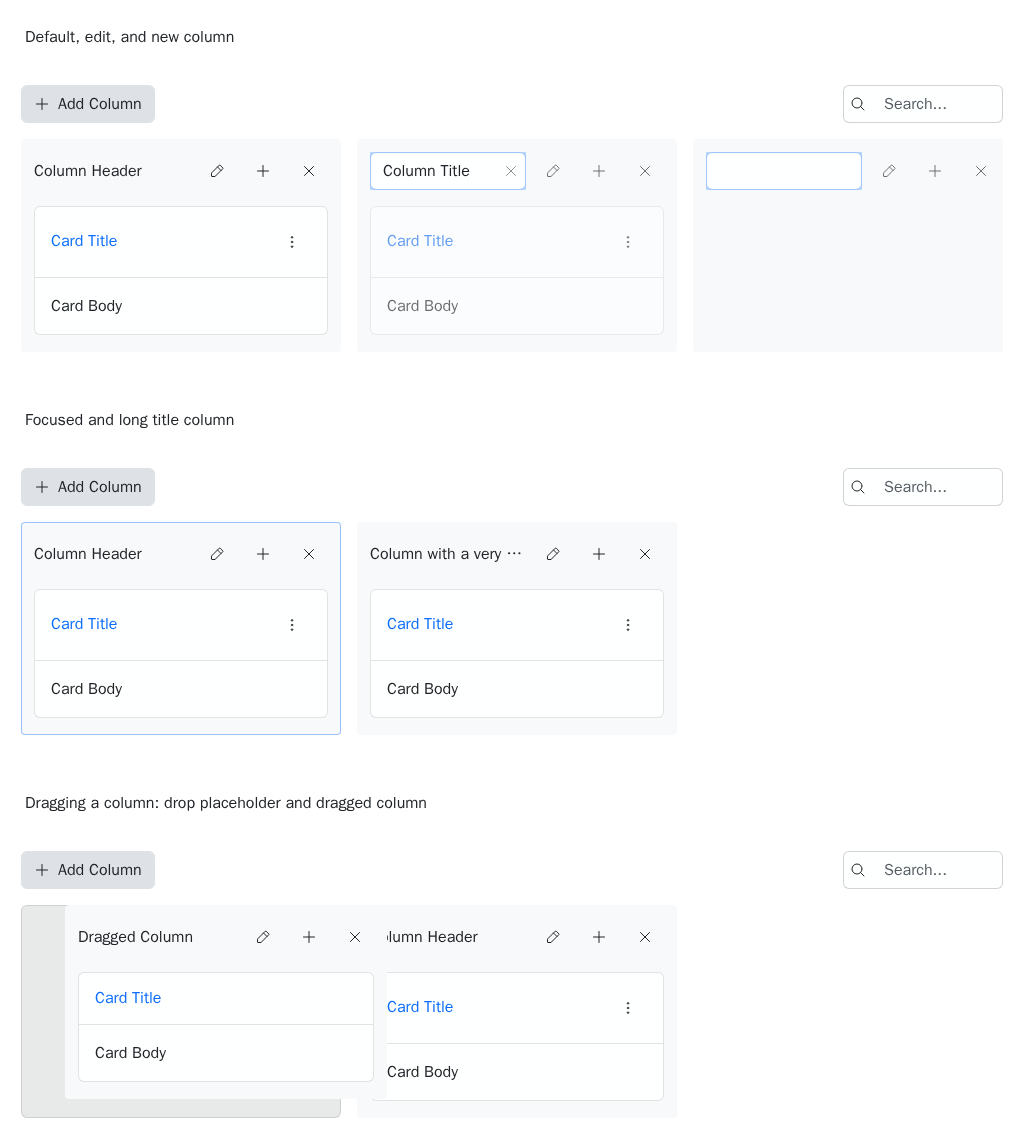 Default, edit, and new column
Add Column
Search...
Column Header
Column Title
Card Title
Card Title
Card Body
Card Body
Focused and long title column
Add Column
Search...
Column Header
Column with a very ...
Card Title
Card Title
Card Body
Card Body
Dragging a column: drop placeholder and dragged column
Add Column
Search...
Dragged Column
lumn Header
Card Title
Card Title
Card Body
Card Body